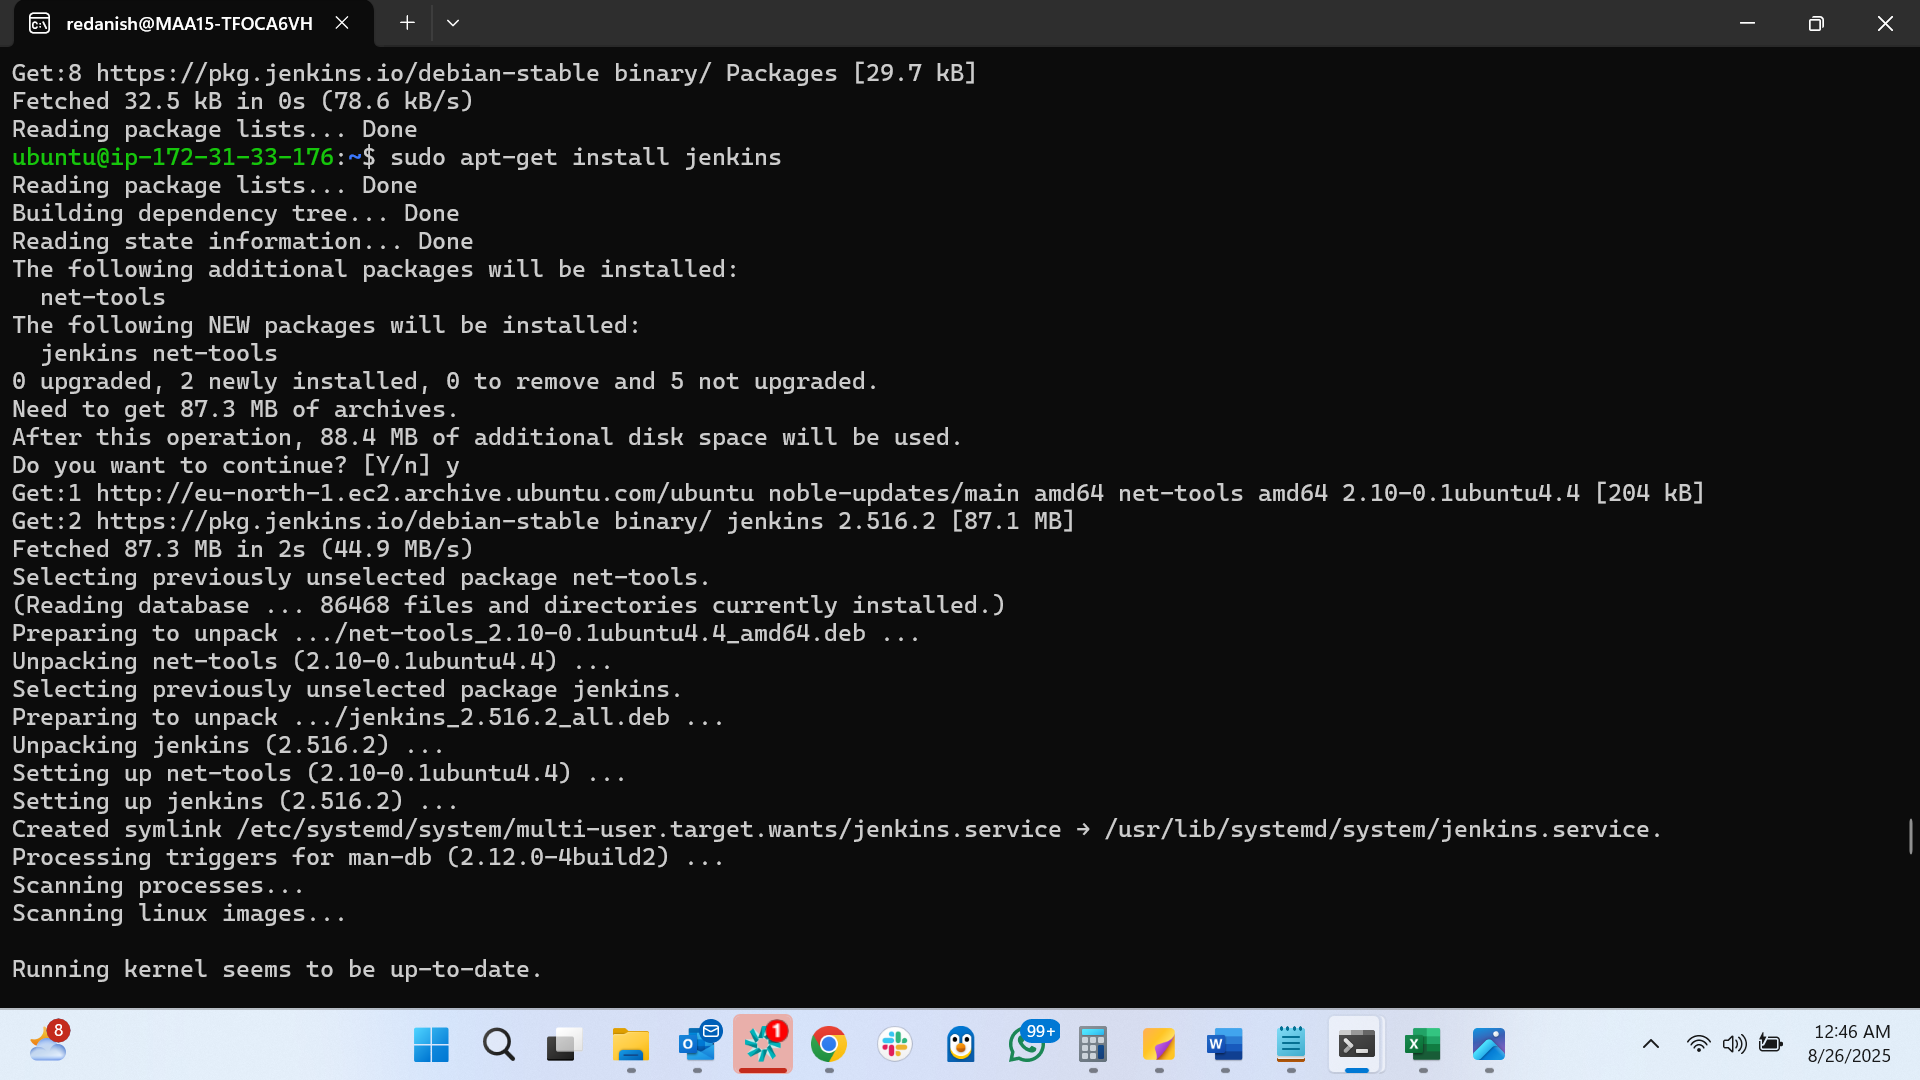 redanish@MAA15-TFOCA6VH
Get:8 https://pkg.jenkins.io/debian-stable binary/ Packages [29.7 kB]
Fetched 32.5 kB in 0s (78.6 kB/s)
Reading package lists... Done
ubuntu@ip-172-31-33-176:~$ sudo apt-get install jenkins
Reading package lists... Done
Building dependency tree... Done
Reading state information... Done
The following additional packages will be installed:
  net-tools
The following NEW packages will be installed:
  jenkins net-tools
0 upgraded, 2 newly installed, 0 to remove and 5 not upgraded.
Need to get 87.3 MB of archives.
After this operation, 88.4 MB of additional disk space will be used.
Do you want to continue? [Y/n] y
Get:1 http://eu-north-1.ec2.archive.ubuntu.com/ubuntu noble-updates/main amd64 net-tools amd64 2.10-0.1ubuntu4.4 [204 kB]
Get:2 https://pkg.jenkins.io/debian-stable binary/ jenkins 2.516.2 [87.1 MB]
Fetched 87.3 MB in 2s (44.9 MB/s)
Selecting previously unselected package net-tools.
(Reading database ... 86468 files and directories currently installed.)
Preparing to unpack .../net-tools_2.10-0.1ubuntu4.4_amd64.deb ...
Unpacking net-tools (2.10-0.1ubuntu4.4) ...
Selecting previously unselected package jenkins.
Preparing to unpack .../jenkins_2.516.2_all.deb ...
Unpacking jenkins (2.516.2) ...
Setting up net-tools (2.10-0.1ubuntu4.4) ...
Setting up jenkins (2.516.2) ...
Created symlink /etc/systemd/system/multi-user.target.wants/jenkins.service → /usr/lib/systemd/system/jenkins.service.
Processing triggers for man-db (2.12.0-4build2) ...
Scanning processes...
Scanning linux images...
Running kernel seems to be up-to-date.
8
1
99+
12:46 AM
8/26/2025